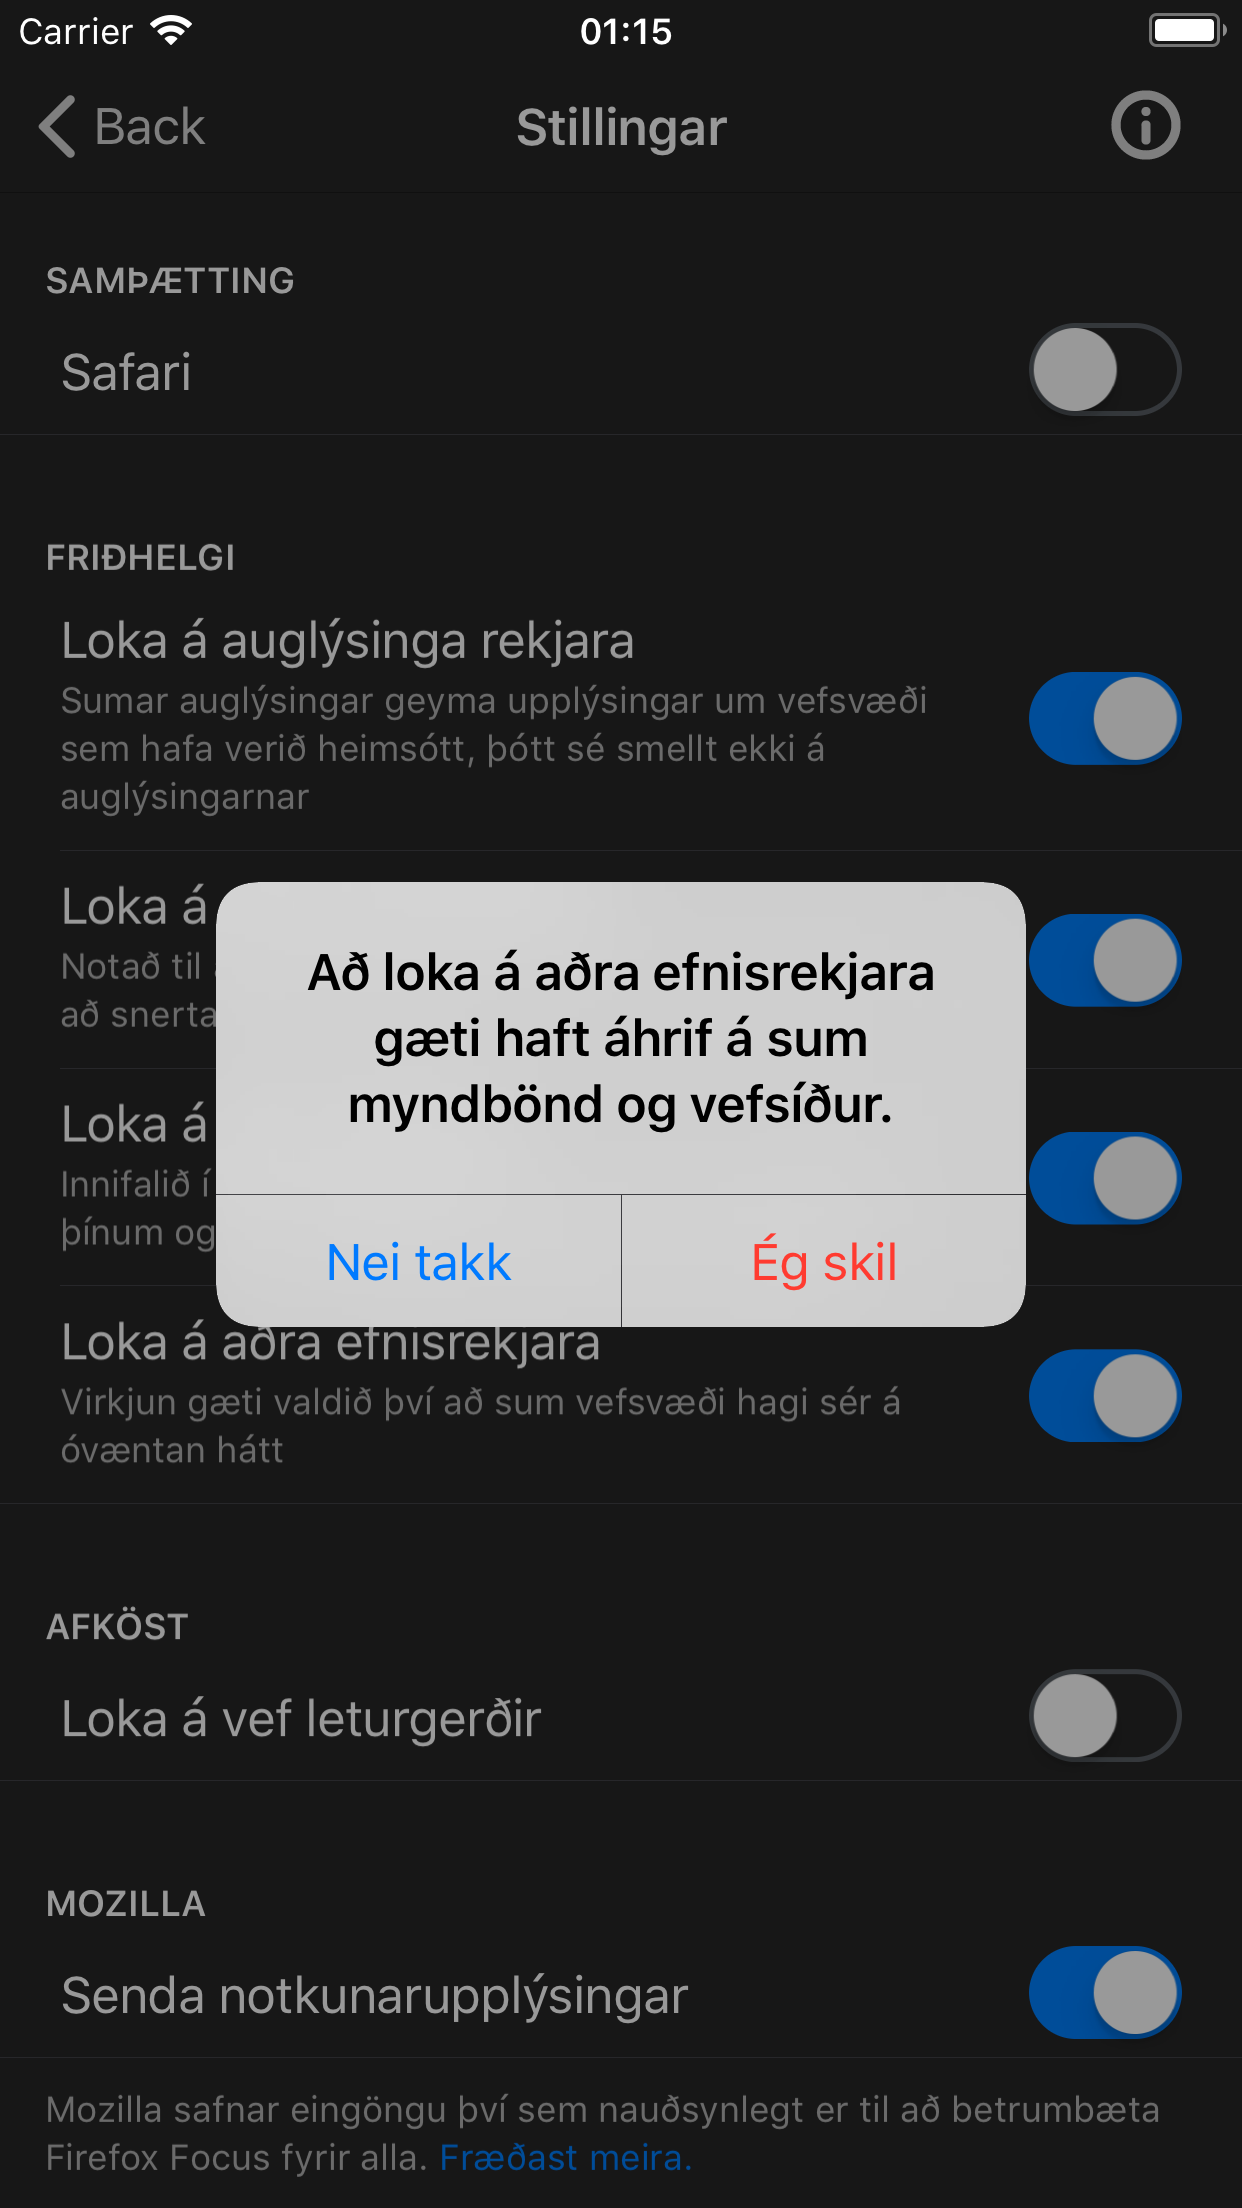 Carrier
01:15
Back
Stillingar
SAMÞÆTTING
Safari
FRIÐHELGI
Loka á auglýsinga rekjara
Sumar auglýsingar geyma upplýsingar um vefsvæði
sem hafa verið heimsótt, þótt sé smellt ekki á
auglýsingarnar
Loka á
Notað til
að snerta
Loka á
Innifalið í
þínum og
Að loka á aðra efnisrekjara
gæti haft áhrif á sum
myndbönd og vefsíður.
Nei takk
Ég skil
Loka á aðra efnisrekjara
Virkjun gæti valdið því að sum vefsvæði hagi sér á
óvæntan hátt
AFKÖST
Loka á vef leturgerðir
MOZILLA
Senda notkunarupplýsingar
Mozilla safnar eingöngu því sem nauðsynlegt er til að betrumbæta
Firefox Focus fyrir alla. Fræðast meira.